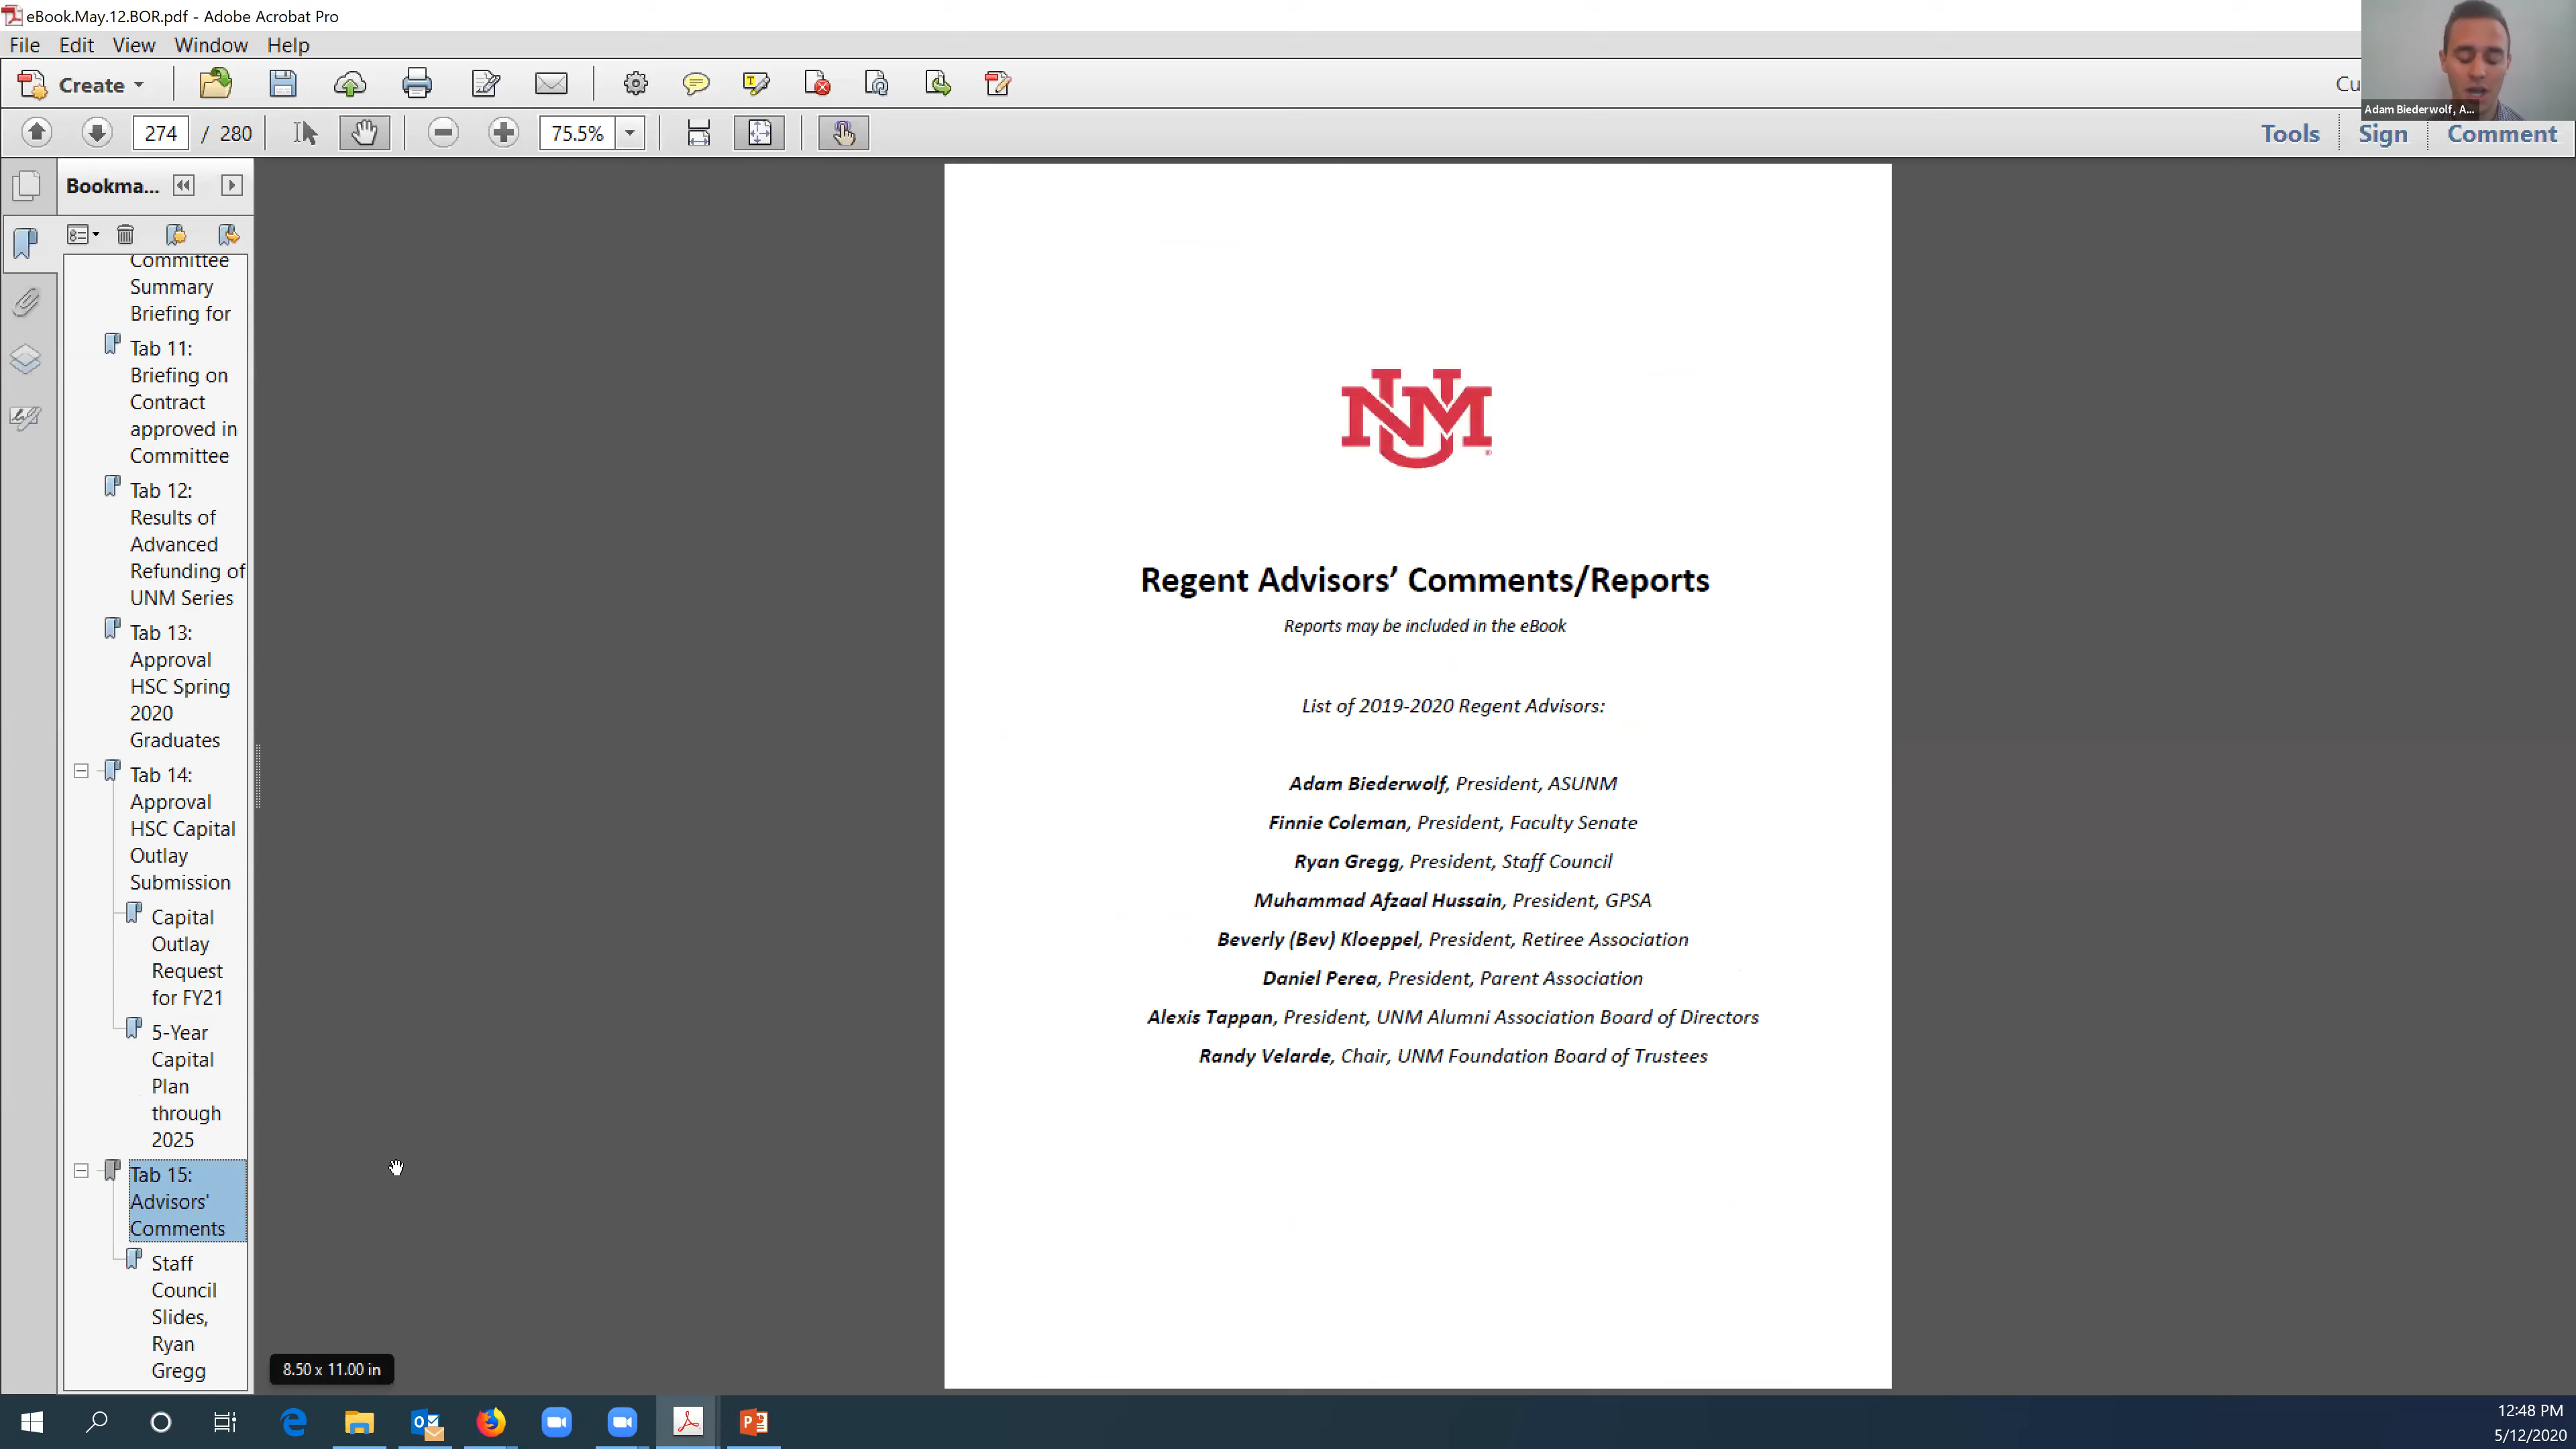 eBook.May.12.BOR.pdf - Adobe Acrobat Pro
File Edit View Window Help
Create
Cu
Adam Biederwolf, A...
274 / 280
75.5%
Tools Sign Comment
Bookma...
Committee
Summary
Briefing for
Tab 11:
Briefing on
Contract
approved in
Committee
Tab 12:
Results of
Advanced
Refunding of
UNM Series
Tab 13:
Approval
HSC Spring
2020
Graduates
Tab 14:
Approval
HSC Capital
Outlay
Submission
Capital
Outlay
Request
for FY21
5-Year
Capital
Plan
through
2025
Tab 15:
Advisors'
Comments
Staff
Council
Slides,
Ryan
Gregg
8.50 x 11.00 in
UNM
Regent Advisors’ Comments/Reports
Reports may be included in the eBook
List of 2019-2020 Regent Advisors:
Adam Biederwolf, President, ASUNM
Finnie Coleman, President, Faculty Senate
Ryan Gregg, President, Staff Council
Muhammad Afzaal Hussain, President, GPSA
Beverly (Bev) Kloeppel, President, Retiree Association
Daniel Perea, President, Parent Association
Alexis Tappan, President, UNM Alumni Association Board of Directors
Randy Velarde, Chair, UNM Foundation Board of Trustees
12:48 PM
5/12/2020